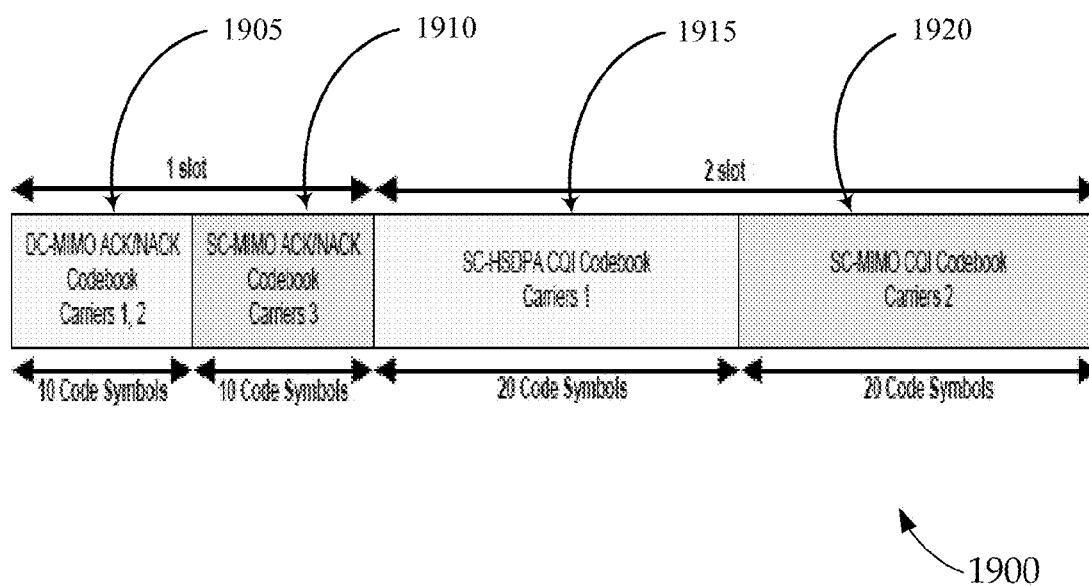 1905
1910
1915
1920
1 slot
2 slot
DC-MIMO ACK/NACK
Codebook
Carriers 1, 2
SC-MIMO ACK/NACK
Codebook
Carriers 3
SC-HSDPA CQI Codebook
Carriers 1
SC-MIMO CQI Codebook
Carriers 2
10 Code Symbols
10 Code Symbols
20 Code Symbols
20 Code Symbols
1900